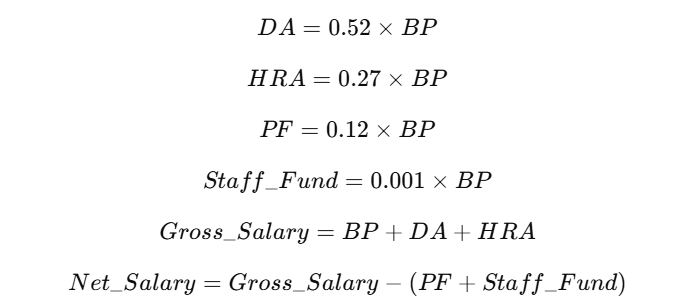 DA = 0.52 × BP
HRA = 0.27 × BP
PF = 0.12 × BP
Staff_Fund = 0.001 × BP
Gross_Salary = BP + DA + HRA
Net_Salary = Gross_Salary − (PF + Staff_Fund)